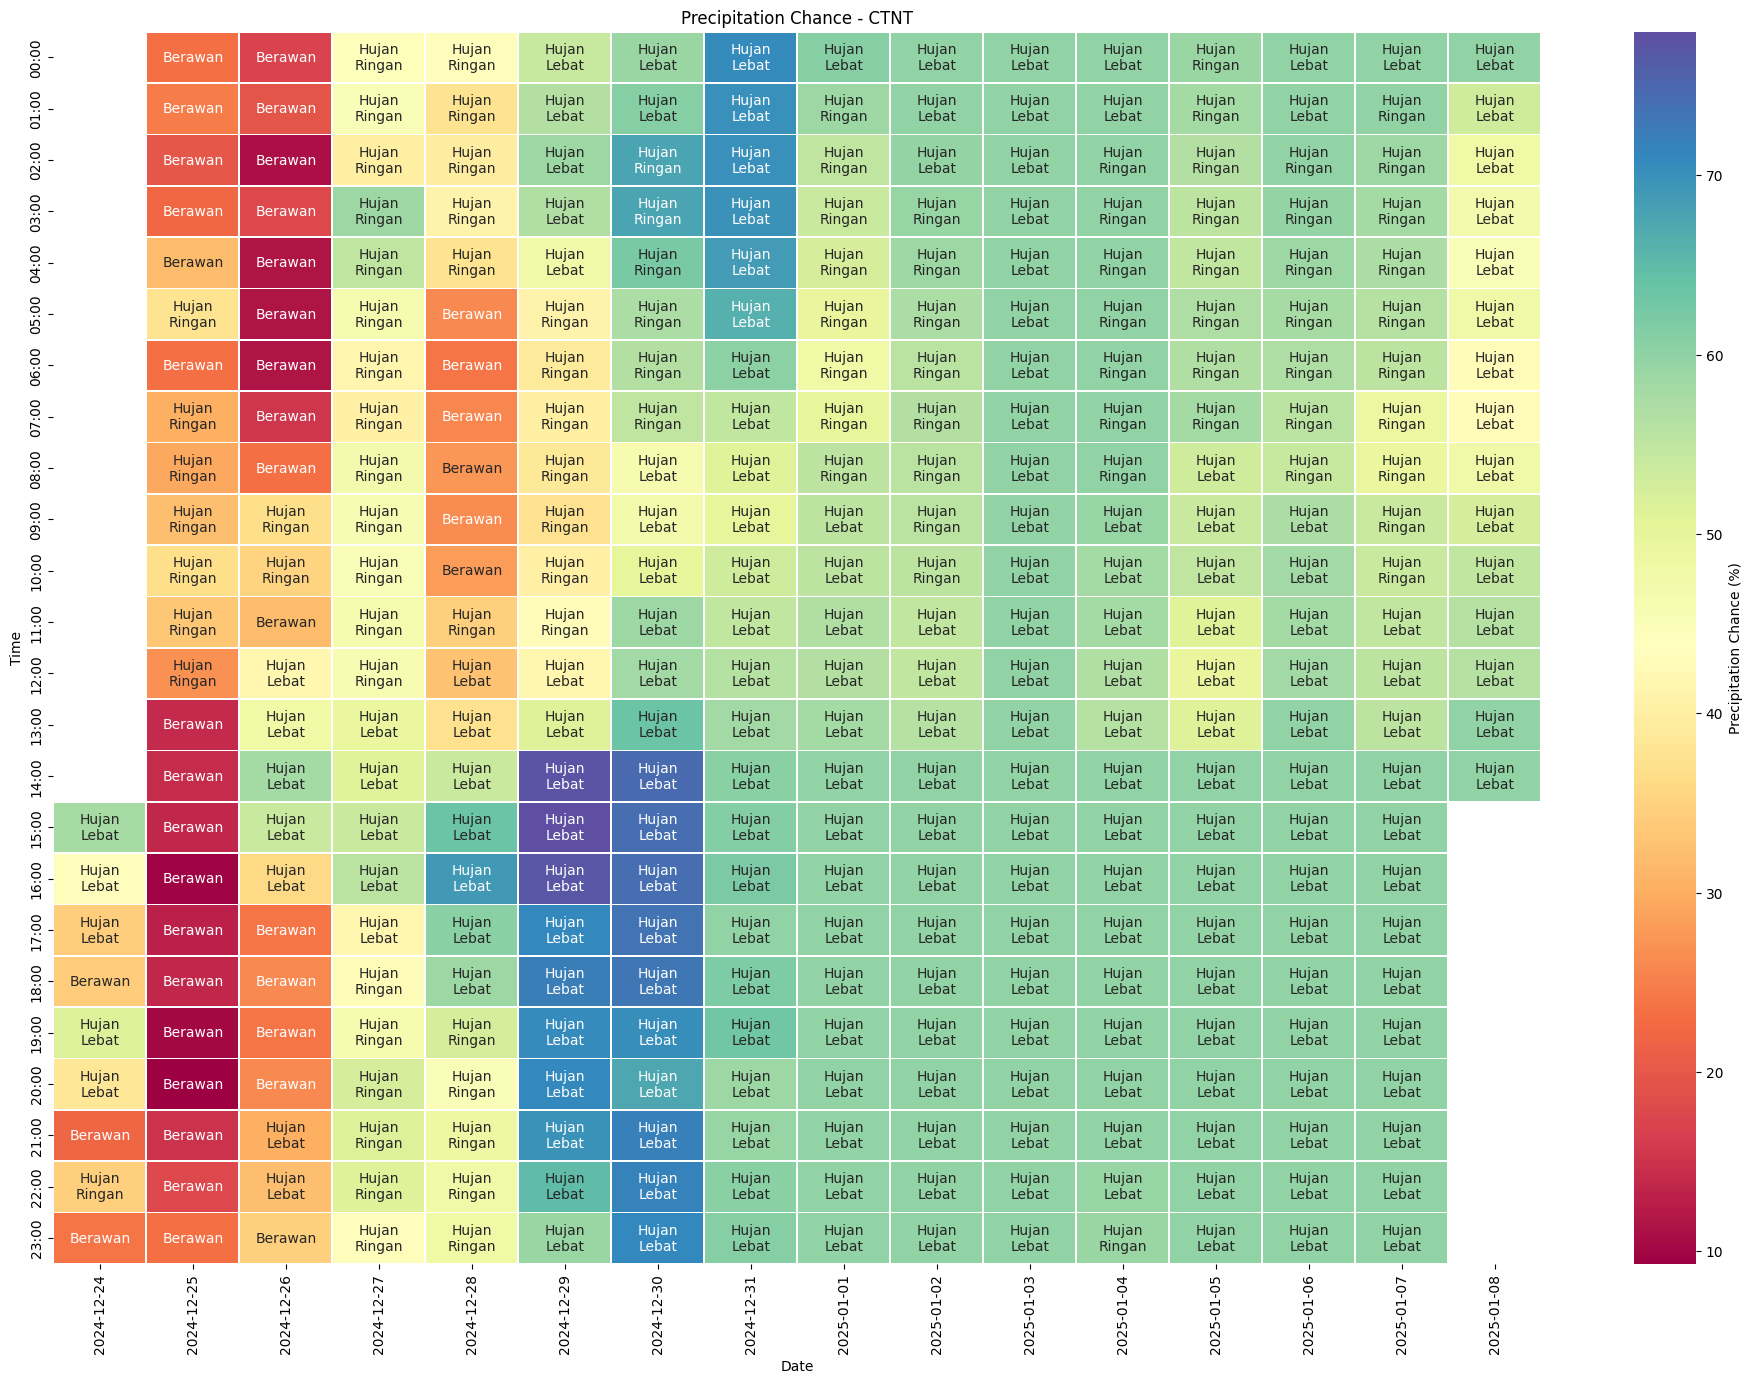 Precipitation Chance - CTNT
00:00 Berawan Berawan Hujan Ringan Hujan Ringan Hujan Lebat Hujan Lebat Hujan Lebat Hujan Lebat Hujan Lebat Hujan Lebat Hujan Lebat Hujan Ringan Hujan Lebat Hujan Lebat Hujan Lebat
01:00 Berawan Berawan Hujan Ringan Hujan Ringan Hujan Lebat Hujan Lebat Hujan Lebat Hujan Ringan Hujan Lebat Hujan Lebat Hujan Lebat Hujan Ringan Hujan Lebat Hujan Ringan Hujan Lebat
02:00 Berawan Berawan Hujan Ringan Hujan Ringan Hujan Lebat Hujan Ringan Hujan Lebat Hujan Ringan Hujan Lebat Hujan Lebat Hujan Ringan Hujan Ringan Hujan Ringan Hujan Ringan Hujan Lebat
03:00 Berawan Berawan Hujan Ringan Hujan Ringan Hujan Lebat Hujan Ringan Hujan Lebat Hujan Ringan Hujan Ringan Hujan Lebat Hujan Ringan Hujan Ringan Hujan Ringan Hujan Ringan Hujan Lebat
04:00 Berawan Berawan Hujan Ringan Hujan Ringan Hujan Lebat Hujan Ringan Hujan Lebat Hujan Ringan Hujan Ringan Hujan Lebat Hujan Ringan Hujan Ringan Hujan Ringan Hujan Ringan Hujan Lebat
05:00 Hujan Ringan Berawan Hujan Ringan Berawan Hujan Ringan Hujan Ringan Hujan Lebat Hujan Ringan Hujan Ringan Hujan Lebat Hujan Ringan Hujan Ringan Hujan Ringan Hujan Ringan Hujan Lebat
06:00 Berawan Berawan Hujan Ringan Berawan Hujan Ringan Hujan Ringan Hujan Lebat Hujan Ringan Hujan Ringan Hujan Lebat Hujan Ringan Hujan Ringan Hujan Ringan Hujan Ringan Hujan Lebat
07:00 Hujan Ringan Berawan Hujan Ringan Berawan Hujan Ringan Hujan Ringan Hujan Lebat Hujan Ringan Hujan Ringan Hujan Lebat Hujan Ringan Hujan Ringan Hujan Ringan Hujan Ringan Hujan Lebat
08:00 Hujan Ringan Berawan Hujan Ringan Berawan Hujan Ringan Hujan Lebat Hujan Lebat Hujan Ringan Hujan Ringan Hujan Lebat Hujan Ringan Hujan Lebat Hujan Ringan Hujan Ringan Hujan Lebat
09:00 Hujan Ringan Hujan Ringan Hujan Ringan Berawan Hujan Ringan Hujan Lebat Hujan Lebat Hujan Lebat Hujan Ringan Hujan Lebat Hujan Lebat Hujan Lebat Hujan Lebat Hujan Ringan Hujan Lebat
10:00 Hujan Ringan Hujan Ringan Hujan Ringan Berawan Hujan Ringan Hujan Lebat Hujan Lebat Hujan Lebat Hujan Ringan Hujan Lebat Hujan Lebat Hujan Lebat Hujan Lebat Hujan Ringan Hujan Lebat
11:00 Hujan Ringan Berawan Hujan Ringan Hujan Ringan Hujan Ringan Hujan Lebat Hujan Lebat Hujan Lebat Hujan Lebat Hujan Lebat Hujan Lebat Hujan Lebat Hujan Lebat Hujan Lebat Hujan Lebat
12:00 Hujan Ringan Hujan Lebat Hujan Ringan Hujan Lebat Hujan Lebat Hujan Lebat Hujan Lebat Hujan Lebat Hujan Lebat Hujan Lebat Hujan Lebat Hujan Lebat Hujan Lebat Hujan Lebat Hujan Lebat
13:00 Berawan Hujan Lebat Hujan Lebat Hujan Lebat Hujan Lebat Hujan Lebat Hujan Lebat Hujan Lebat Hujan Lebat Hujan Lebat Hujan Lebat Hujan Lebat Hujan Lebat Hujan Lebat Hujan Lebat
14:00 Berawan Hujan Lebat Hujan Lebat Hujan Lebat Hujan Lebat Hujan Lebat Hujan Lebat Hujan Lebat Hujan Lebat Hujan Lebat Hujan Lebat Hujan Lebat Hujan Lebat Hujan Lebat Hujan Lebat
15:00 Hujan Lebat Berawan Hujan Lebat Hujan Lebat Hujan Lebat Hujan Lebat Hujan Lebat Hujan Lebat Hujan Lebat Hujan Lebat Hujan Lebat Hujan Lebat Hujan Lebat Hujan Lebat Hujan Lebat
16:00 Hujan Lebat Berawan Hujan Lebat Hujan Lebat Hujan Lebat Hujan Lebat Hujan Lebat Hujan Lebat Hujan Lebat Hujan Lebat Hujan Lebat Hujan Lebat Hujan Lebat Hujan Lebat Hujan Lebat
17:00 Hujan Lebat Berawan Berawan Hujan Lebat Hujan Lebat Hujan Lebat Hujan Lebat Hujan Lebat Hujan Lebat Hujan Lebat Hujan Lebat Hujan Lebat Hujan Lebat Hujan Lebat Hujan Lebat
18:00 Berawan Berawan Berawan Hujan Ringan Hujan Lebat Hujan Lebat Hujan Lebat Hujan Lebat Hujan Lebat Hujan Lebat Hujan Lebat Hujan Lebat Hujan Lebat Hujan Lebat Hujan Lebat
19:00 Hujan Lebat Berawan Berawan Hujan Ringan Hujan Ringan Hujan Lebat Hujan Lebat Hujan Lebat Hujan Lebat Hujan Lebat Hujan Lebat Hujan Lebat Hujan Lebat Hujan Lebat Hujan Lebat
20:00 Hujan Lebat Berawan Berawan Hujan Ringan Hujan Ringan Hujan Lebat Hujan Lebat Hujan Lebat Hujan Lebat Hujan Lebat Hujan Lebat Hujan Lebat Hujan Lebat Hujan Lebat Hujan Lebat
21:00 Berawan Berawan Hujan Lebat Hujan Ringan Hujan Ringan Hujan Lebat Hujan Lebat Hujan Lebat Hujan Lebat Hujan Lebat Hujan Lebat Hujan Lebat Hujan Lebat Hujan Lebat Hujan Lebat
22:00 Hujan Ringan Berawan Hujan Lebat Hujan Ringan Hujan Ringan Hujan Lebat Hujan Lebat Hujan Lebat Hujan Lebat Hujan Lebat Hujan Lebat Hujan Lebat Hujan Lebat Hujan Lebat Hujan Lebat
23:00 Berawan Berawan Berawan Hujan Ringan Hujan Ringan Hujan Lebat Hujan Lebat Hujan Lebat Hujan Lebat Hujan Lebat Hujan Lebat Hujan Ringan Hujan Lebat Hujan Lebat Hujan Lebat
Time
2024-12-24 2024-12-25 2024-12-26 2024-12-27 2024-12-28 2024-12-29 2024-12-30 2024-12-31 2025-01-01 2025-01-02 2025-01-03 2025-01-04 2025-01-05 2025-01-06 2025-01-07 2025-01-08
Date
70
60
50
40
30
20
10
Precipitation Chance (%)